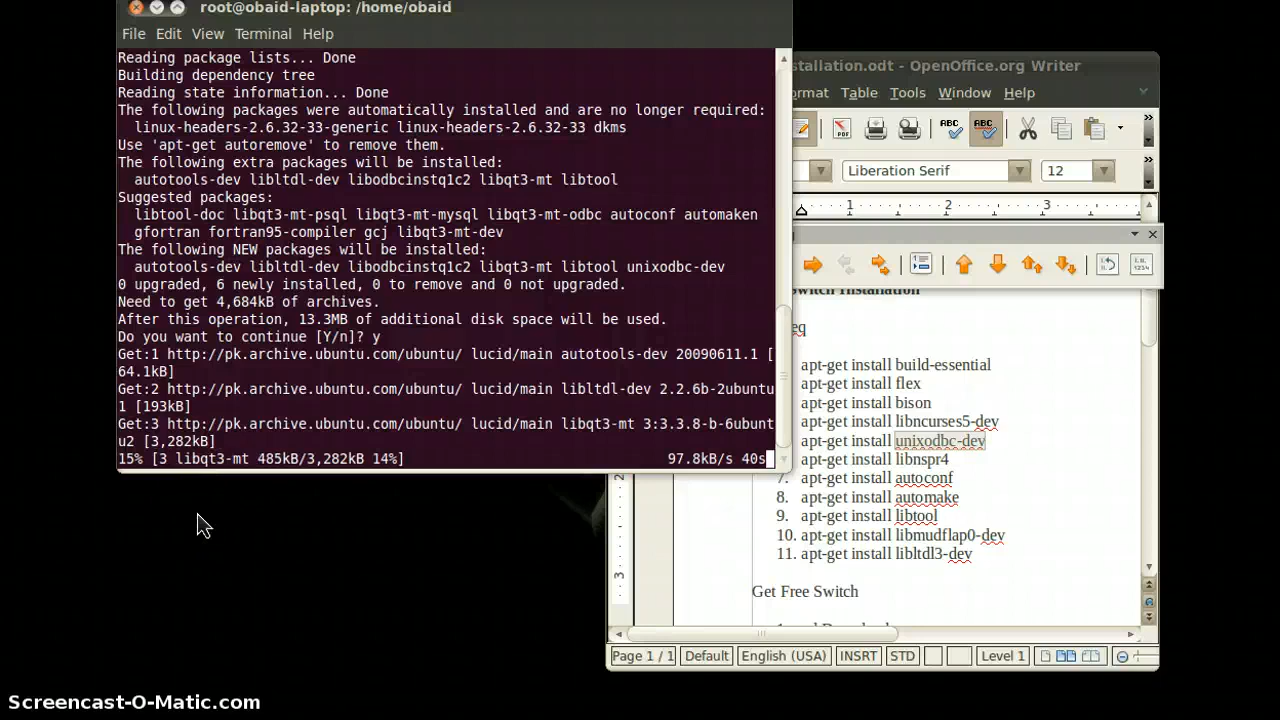 root@obaid-laptop: /home/obaid
File Edit View Terminal Help
Reading package lists... Done
Building dependency tree
Reading state information... Done
The following packages were automatically installed and are no longer required:
linux-headers-2.6.32-33-generic linux-headers-2.6.32-33 dkms
Use 'apt-get autoremove' to remove them.
The following extra packages will be installed:
autotools-dev libltdl-dev libodbcinstq1c2 libqt3-mt libtool
Suggested packages:
libtool-doc libqt3-mt-psql libqt3-mt-mysql libqt3-mt-odbc autoconf automaken
gfortran fortran95-compiler gcj libqt3-mt-dev
The following NEW packages will be installed:
autotools-dev libltdl-dev libodbcinstq1c2 libqt3-mt libtool unixodbc-dev
0 upgraded, 6 newly installed, 0 to remove and 0 not upgraded.
Need to get 4,684kB of archives.
After this operation, 13.3MB of additional disk space will be used.
Do you want to continue [Y/n]? y
Get:1 http://pk.archive.ubuntu.com/ubuntu/ lucid/main autotools-dev 20090611.1 [
64.1kB]
Get:2 http://pk.archive.ubuntu.com/ubuntu/ lucid/main libltdl-dev 2.2.6b-2ubuntu
1 [193kB]
Get:3 http://pk.archive.ubuntu.com/ubuntu/ lucid/main libqt3-mt 3:3.3.8-b-6ubunt
u2 [3,282kB]
15% [3 libqt3-mt 485kB/3,282kB 14%] 97.8kB/s 40s
stallation.odt - OpenOffice.org Writer
ormat Table Tools Window Help
ABC ABC
Liberation Serif 12
1 2 3
witch Installation
eq
apt-get install build-essential
apt-get install flex
apt-get install bison
apt-get install libncurses5-dev
apt-get install unixodbc-dev
apt-get install libnspr4
7. apt-get install autoconf
8. apt-get install automake
9. apt-get install libtool
10. apt-get install libmudflap0-dev
11. apt-get install libltdl3-dev
2
3
Get Free Switch
Page 1 / 1 Default English (USA) INSRT STD Level 1
Screencast-O-Matic.com